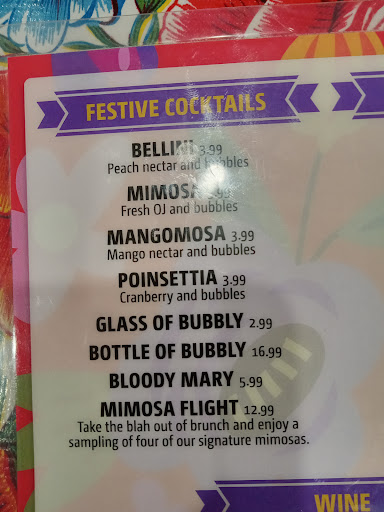 FESTIVE COCKTAILS
BELLINI 3.99
Peach nectar and bubbles
MIMOSA
Fresh OJ and bubbles
MANGOMOSA 3.99
Mango nectar and bubbles
POINSETTIA 3.99
Cranberry and bubbles
GLASS OF BUBBLY 2.99
BOTTLE OF BUBBLY 16.99
BLOODY MARY 5.99
MIMOSA FLIGHT 12.99
Take the blah out of brunch and enjoy a
sampling of four of our signature mimosas.
WINE